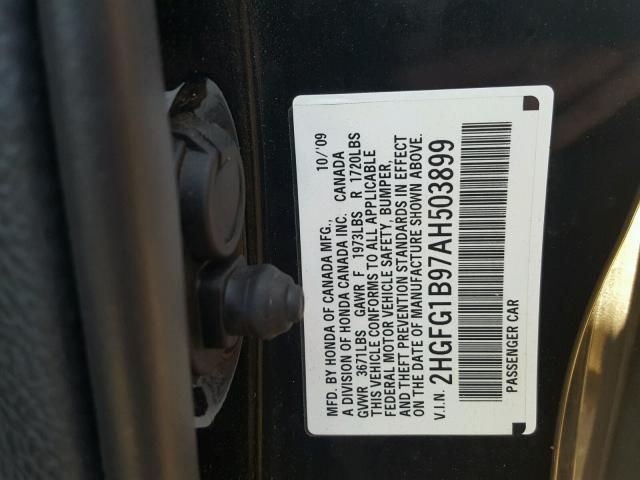 MFD. BY HONDA OF CANADA MFG., 10/'09
A DIVISION OF HONDA CANADA INC. CANADA
GVWR 3671LBS GAWR F 1973LBS R 1720LBS
THIS VEHICLE CONFORMS TO ALL APPLICABLE
FEDERAL MOTOR VEHICLE SAFETY, BUMPER,
AND THEFT PREVENTION STANDARDS IN EFFECT
ON THE DATE OF MANUFACTURE SHOWN ABOVE.
V.I.N. 2HGFG1B97AH503899
PASSENGER CAR